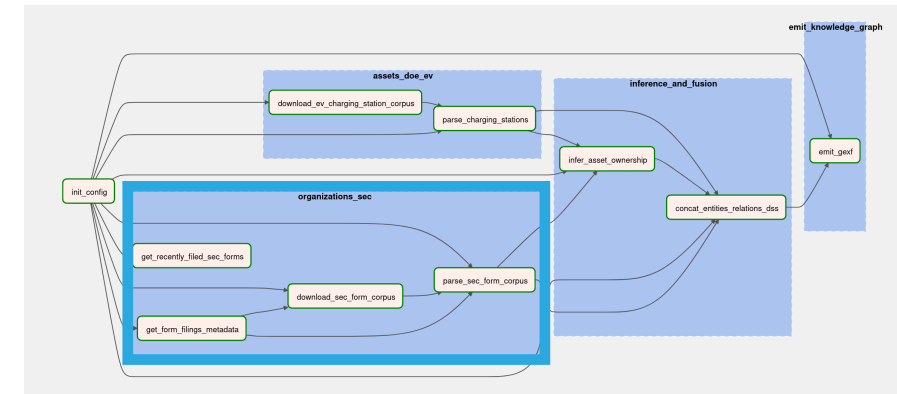 emit_knowledge_graph
assets_doe_ev
inference_and_fusion
download_ev_charging_station_corpus
parse_charging_stations
emit_gexf
infer_asset_ownership
init_config
organizations_sec
concat_entities_relations_dss
get_recently_filed_sec_forms
parse_sec_form_corpus
download_sec_form_corpus
get_form_filings_metadata